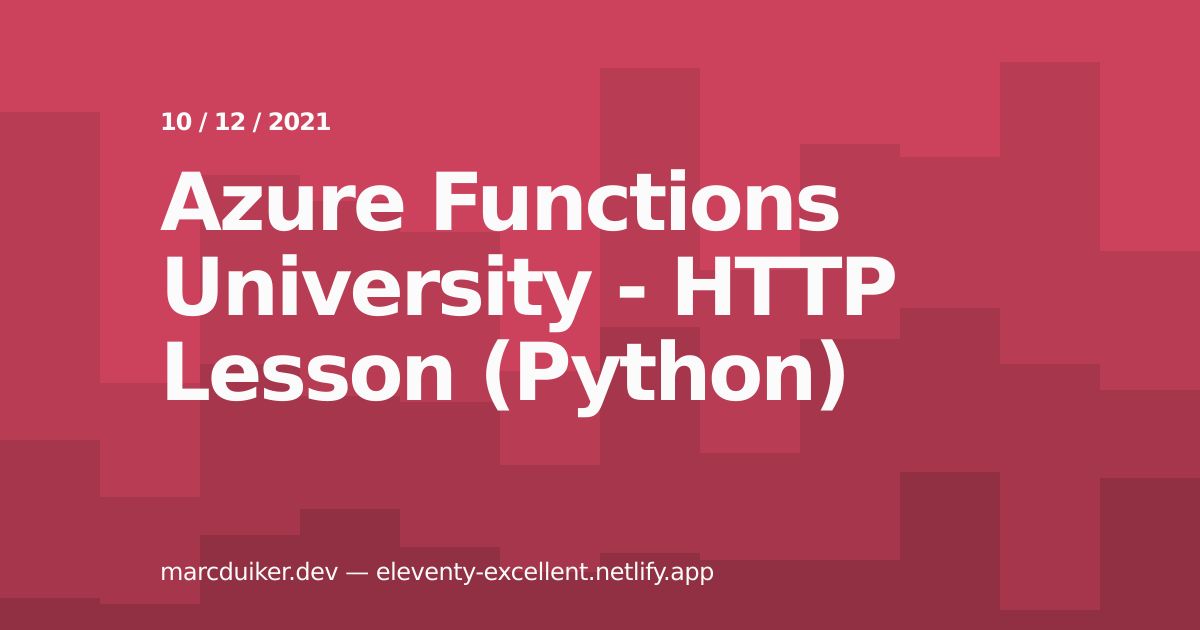 10 / 12 / 2021
Azure Functions
University - HTTP
Lesson (Python)
marcduiker.dev — eleventy-excellent.netlify.app